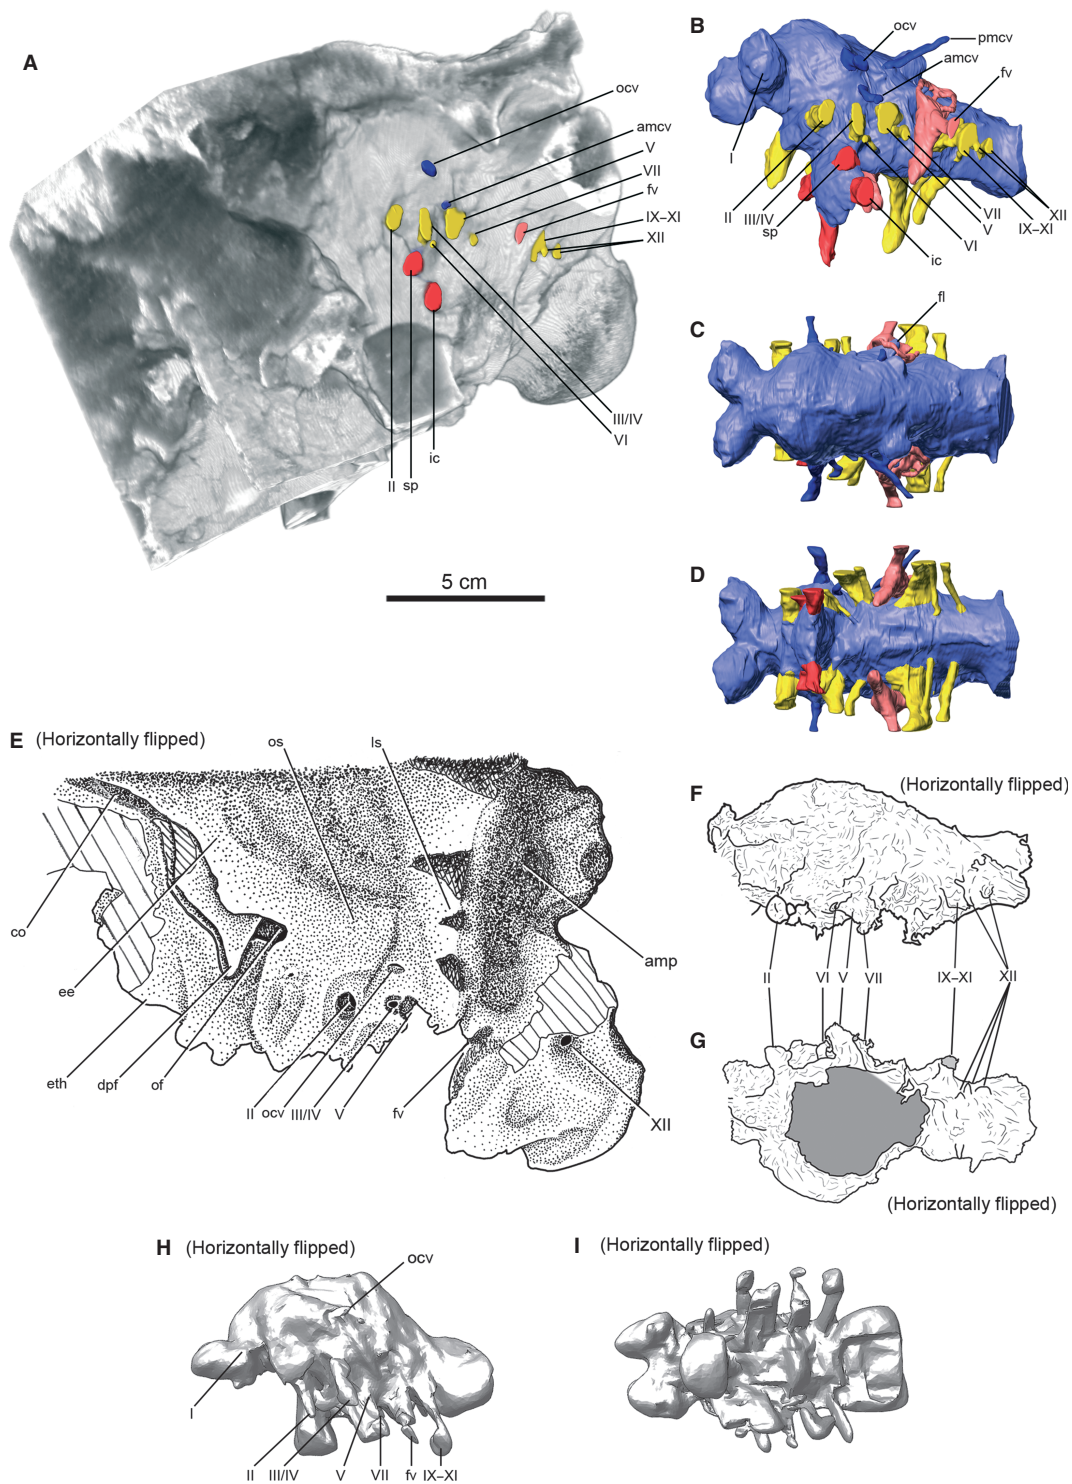 A
ocv
amcv
V
VII
fv
IX–XI
XII
III/IV
VI
ic
II sp
5 cm
B
ocv
pmcv
amcv
fv
I
II
III/IV
sp
ic
VI
V
VII
IX–XI
XII
C
fl
D
E (Horizontally flipped)
os
ls
co
ee
eth
dpf
of
II ocv III/IV V
fv
amp
XII
F
(Horizontally flipped)
II VI V VII IX–XI XII
G
(Horizontally flipped)
H (Horizontally flipped)
ocv
I
II III/IV V VII fv IX–XI
I (Horizontally flipped)